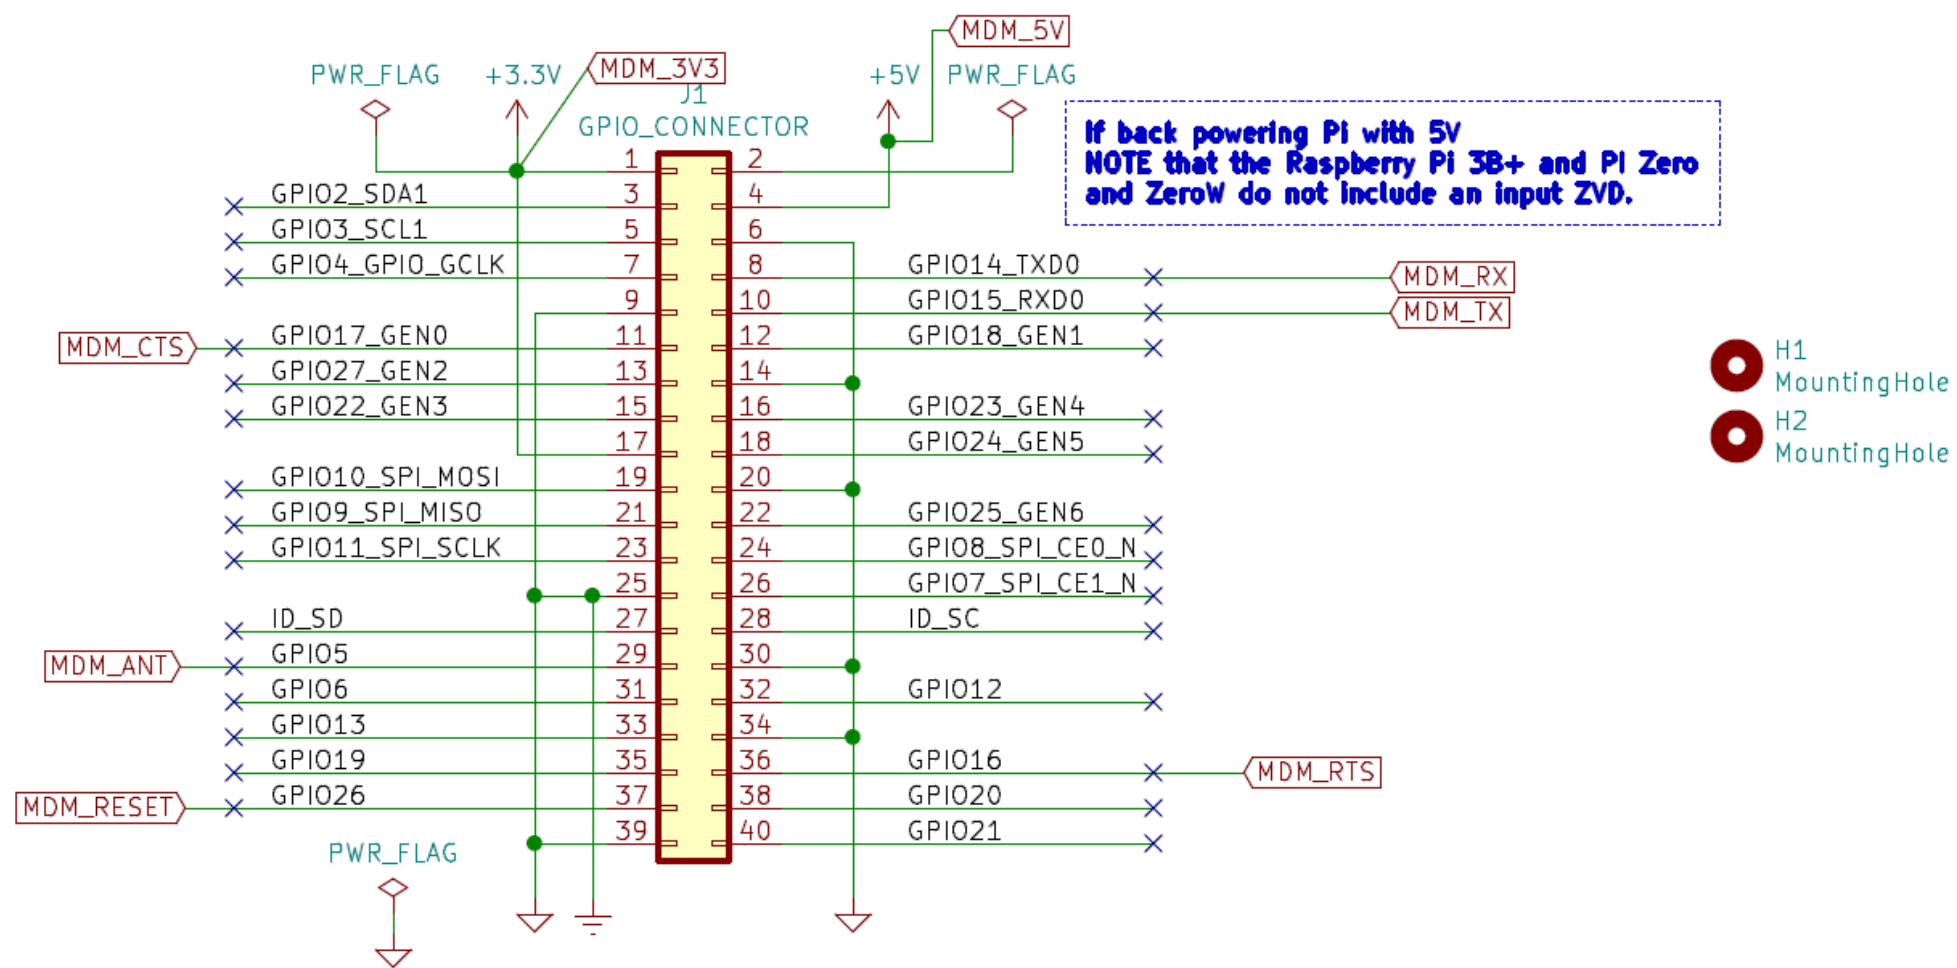 MDM_5V
PWR_FLAG +3.3V MDM_3V3 +5V PWR_FLAG
J1
GPIO_CONNECTOR
If back powering Pi with 5V
NOTE that the Raspberry Pi 3B+ and PI Zero
and ZeroW do not include an input ZVD.
1 2
GPIO2_SDA1 3 4
GPIO3_SCL1 5 6
GPIO4_GPIO_GCLK 7 8 GPIO14_TXD0 MDM_RX
9 10 GPIO15_RXD0 MDM_TX
MDM_CTS GPIO17_GEN0 11 12 GPIO18_GEN1
H1
MountingHole
GPIO27_GEN2 13 14
GPIO22_GEN3 15 16 GPIO23_GEN4
H2
MountingHole
17 18 GPIO24_GEN5
GPIO10_SPI_MOSI 19 20
GPIO9_SPI_MISO 21 22 GPIO25_GEN6
GPIO11_SPI_SCLK 23 24 GPIO8_SPI_CE0_N
25 26 GPIO7_SPI_CE1_N
ID_SD 27 28 ID_SC
MDM_ANT GPIO5 29 30
GPIO6 31 32 GPIO12
GPIO13 33 34
GPIO19 35 36 GPIO16 MDM_RTS
MDM_RESET GPIO26 37 38 GPIO20
39 40 GPIO21
PWR_FLAG